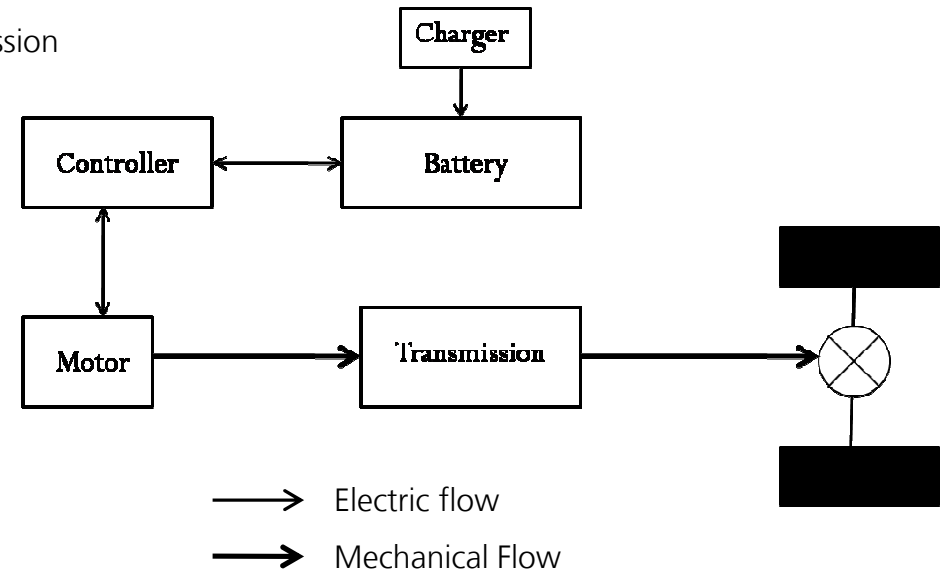 ssion
Charger
Controller
Battery
Motor
Transmission
Electric flow
Mechanical Flow